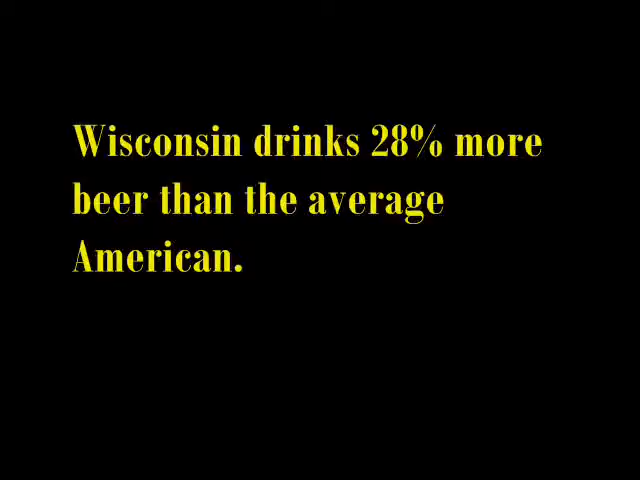 Wisconsin drinks 28% more
beer than the average
American.